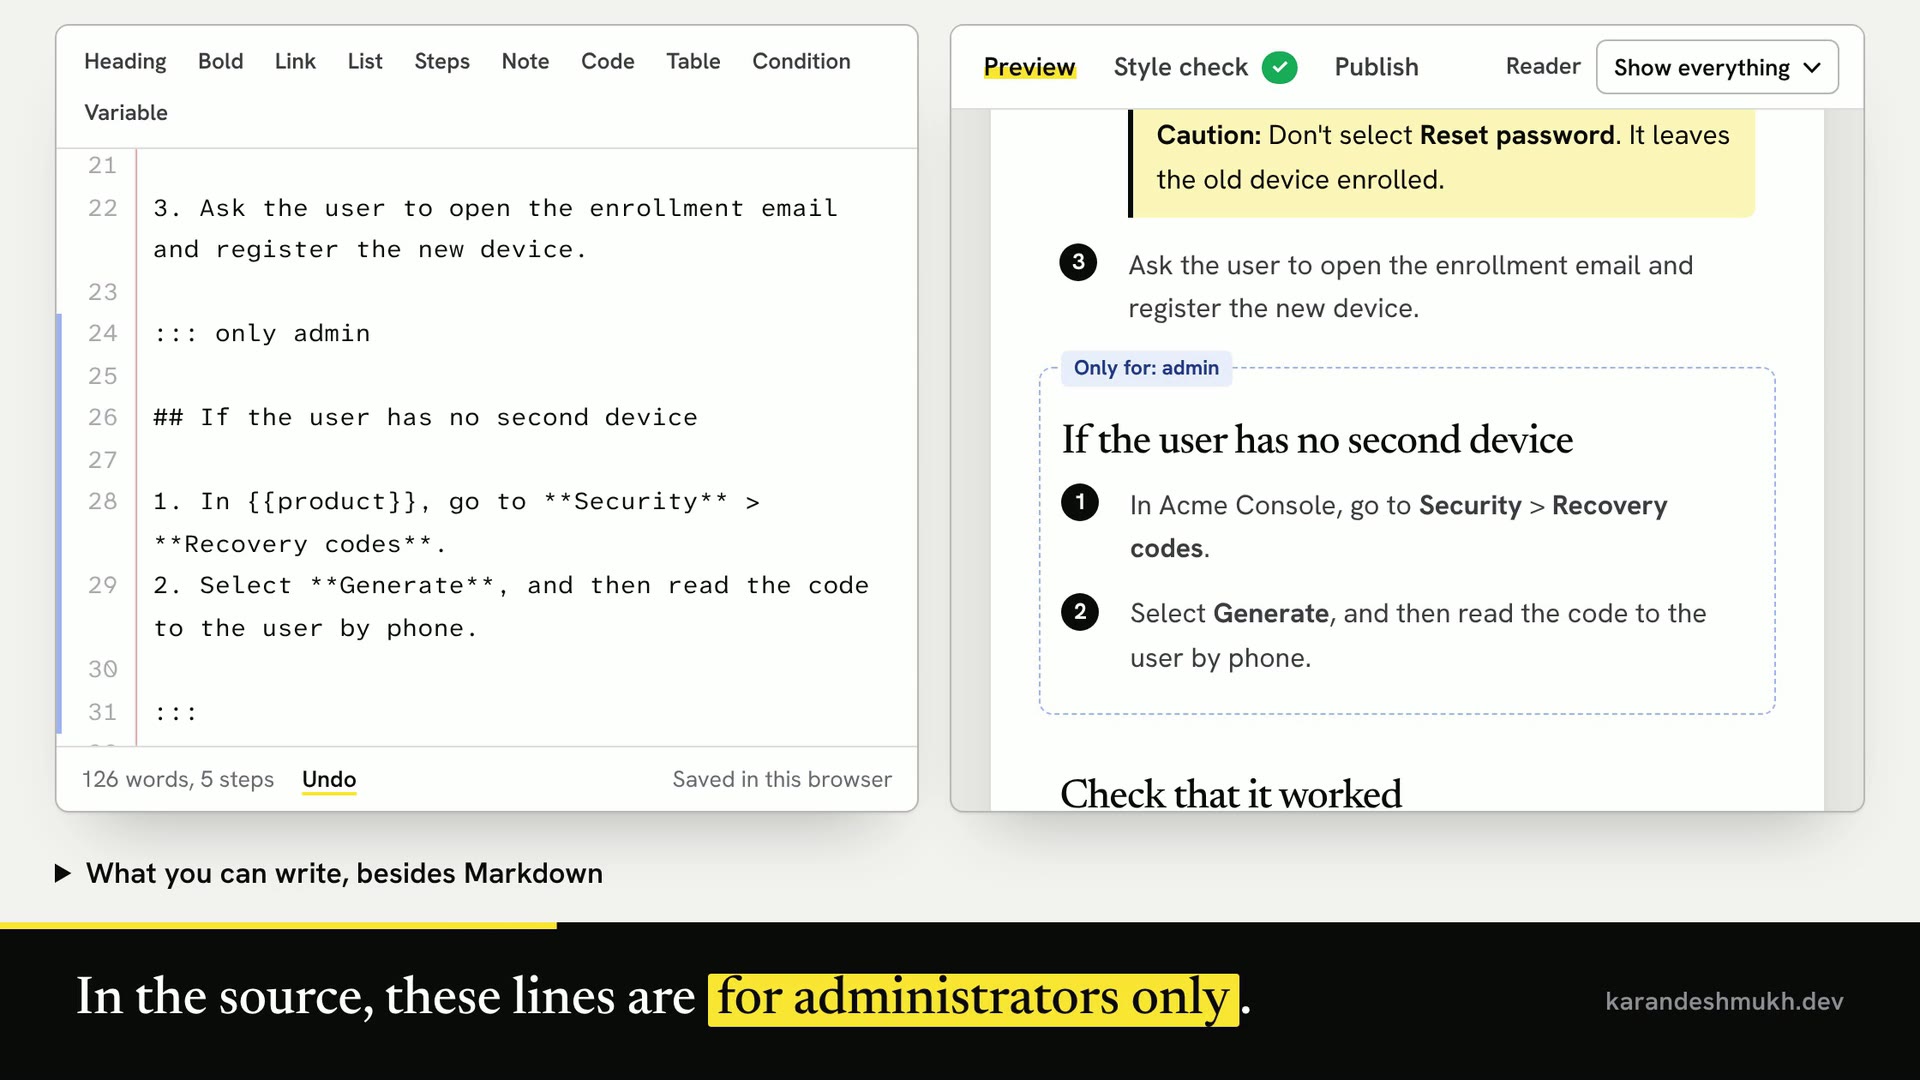 Heading Bold Link List Steps Note Code Table Condition
Variable
21
22 3. Ask the user to open the enrollment email
and register the new device.
23
24 ::: only admin
25
26 ## If the user has no second device
27
28 1. In {{product}}, go to **Security** >
**Recovery codes**.
29 2. Select **Generate**, and then read the code
to the user by phone.
30
31 :::
126 words, 5 steps Undo Saved in this browser
Preview Style check Publish Reader Show everything
Caution: Don't select Reset password. It leaves
the old device enrolled.
3 Ask the user to open the enrollment email and
register the new device.
Only for: admin
If the user has no second device
1 In Acme Console, go to Security > Recovery
codes.
2 Select Generate, and then read the code to the
user by phone.
Check that it worked
What you can write, besides Markdown
In the source, these lines are for administrators only.
karandeshmukh.dev